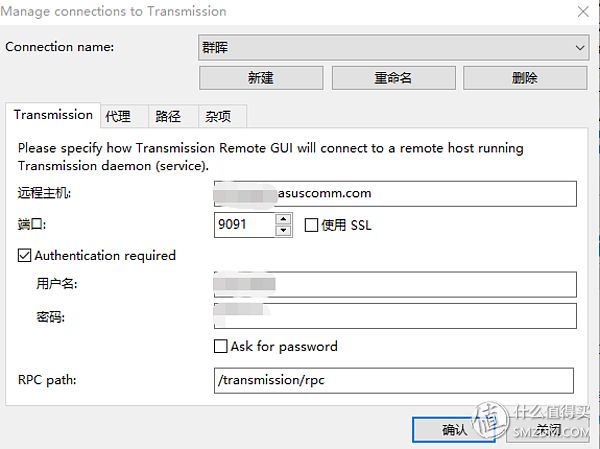 Manage connections to Transmission
Connection name: 群晖
新建 重命名 删除
Transmission 代理 路径 杂项
Please specify how Transmission Remote GUI will connect to a remote host running
Transmission daemon (service).
远程主机: asuscomm.com
端口: 9091 使用 SSL
Authentication required
用户名:
密码:
Ask for password
RPC path: /transmission/rpc
确认 关闭
值 什么值得买
SMZDM.COM